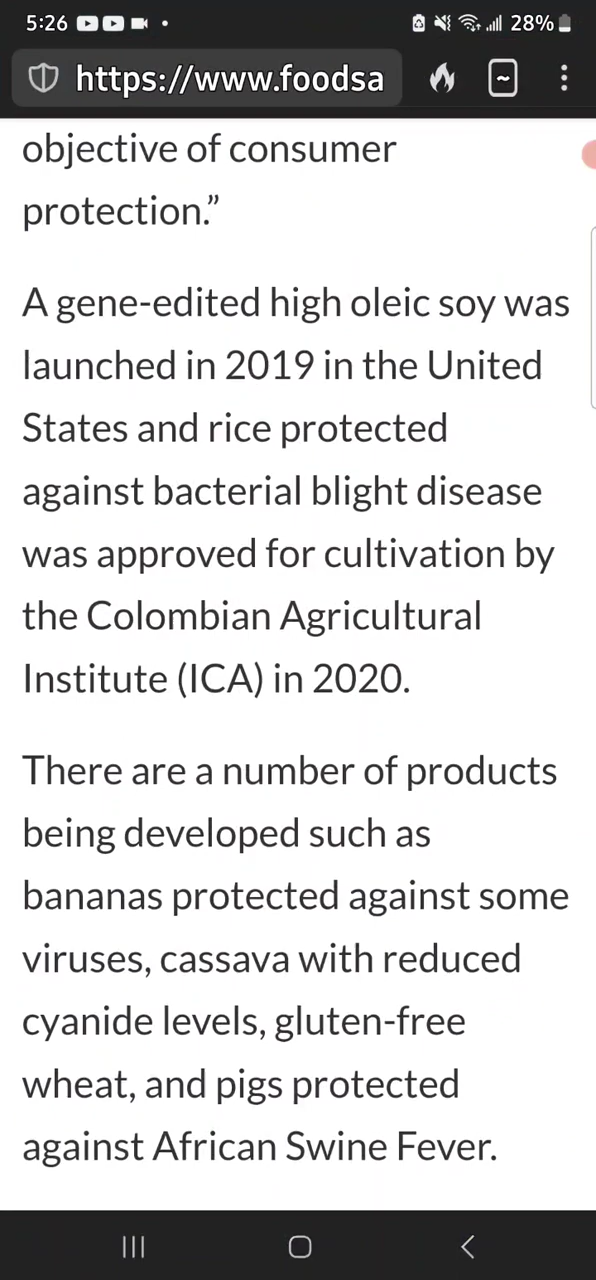 5:26
28%
https://www.foodsa
objective of consumer
protection.”
A gene-edited high oleic soy was
launched in 2019 in the United
States and rice protected
against bacterial blight disease
was approved for cultivation by
the Colombian Agricultural
Institute (ICA) in 2020.
There are a number of products
being developed such as
bananas protected against some
viruses, cassava with reduced
cyanide levels, gluten-free
wheat, and pigs protected
against African Swine Fever.